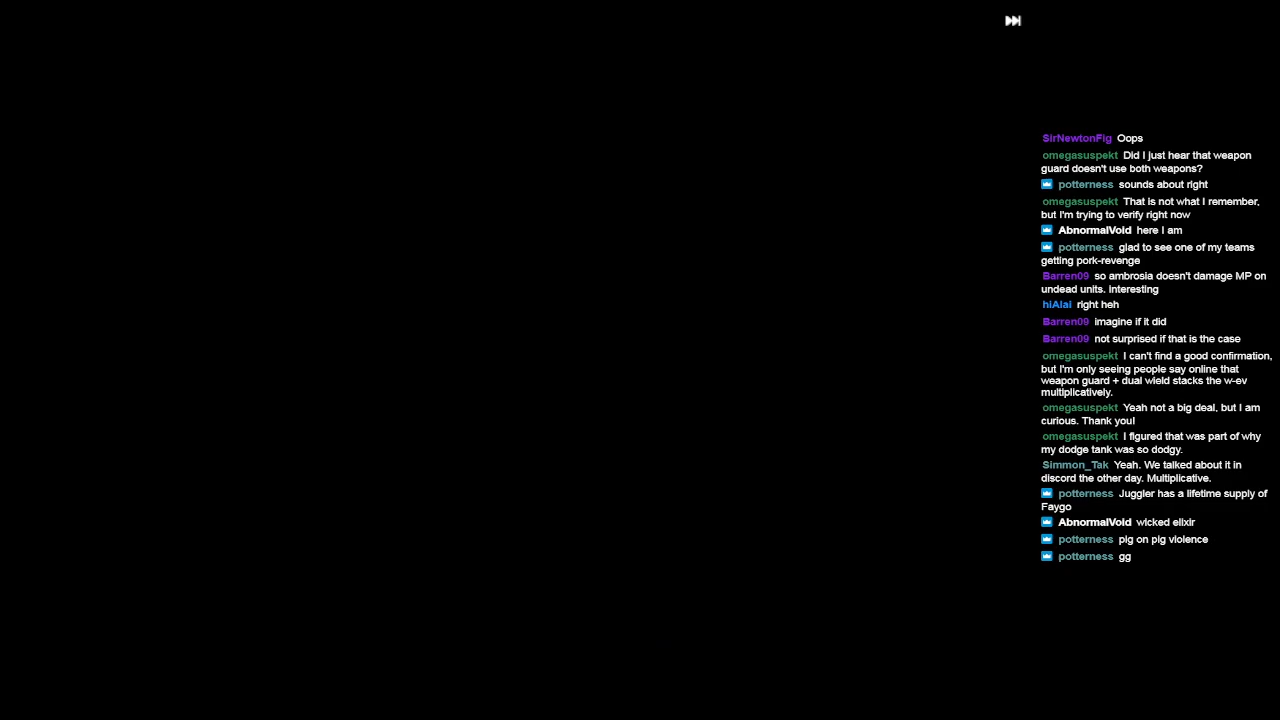 SirNewtonFig Oops
omegasuspekt Did I just hear that weapon
guard doesn't use both weapons?
potterness sounds about right
omegasuspekt That is not what I remember,
but I'm trying to verify right now
AbnormalVoid here I am
potterness glad to see one of my teams
getting pork-revenge
Barren09 so ambrosia doesn't damage MP on
undead units. interesting
hiAlai right heh
Barren09 imagine if it did
Barren09 not surprised if that is the case
omegasuspekt I can't find a good confirmation,
but I'm only seeing people say online that
weapon guard + dual wield stacks the w-ev
multiplicatively.
omegasuspekt Yeah not a big deal, but I am
curious. Thank you!
omegasuspekt I figured that was part of why
my dodge tank was so dodgy.
Simmon_Tak Yeah. We talked about it in
discord the other day. Multiplicative.
potterness Juggler has a lifetime supply of
Faygo
AbnormalVoid wicked elixir
potterness pig on pig violence
potterness gg